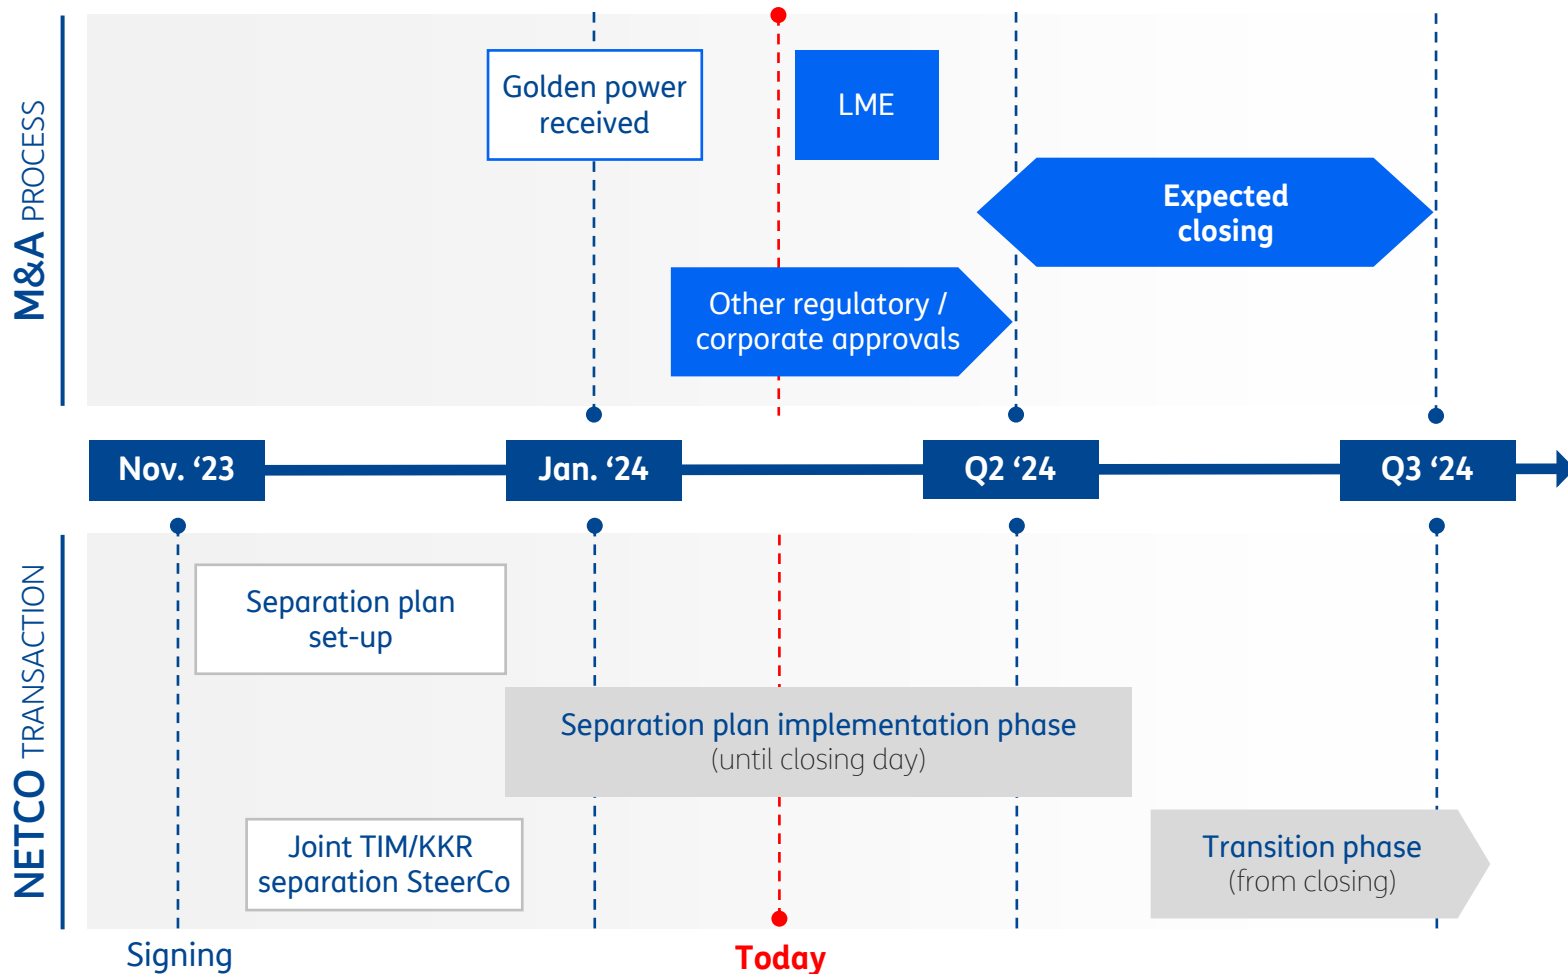 M&A PROCESS
Golden power
received
LME
Expected
closing
Other regulatory /
corporate approvals
Nov. ‘23
Jan. ‘24
Q2 ‘24
Q3 ‘24
NETCO TRANSACTION
Separation plan
set-up
Separation plan implementation phase
(until closing day)
Joint TIM/KKR
separation SteerCo
Transition phase
(from closing)
Signing
Today